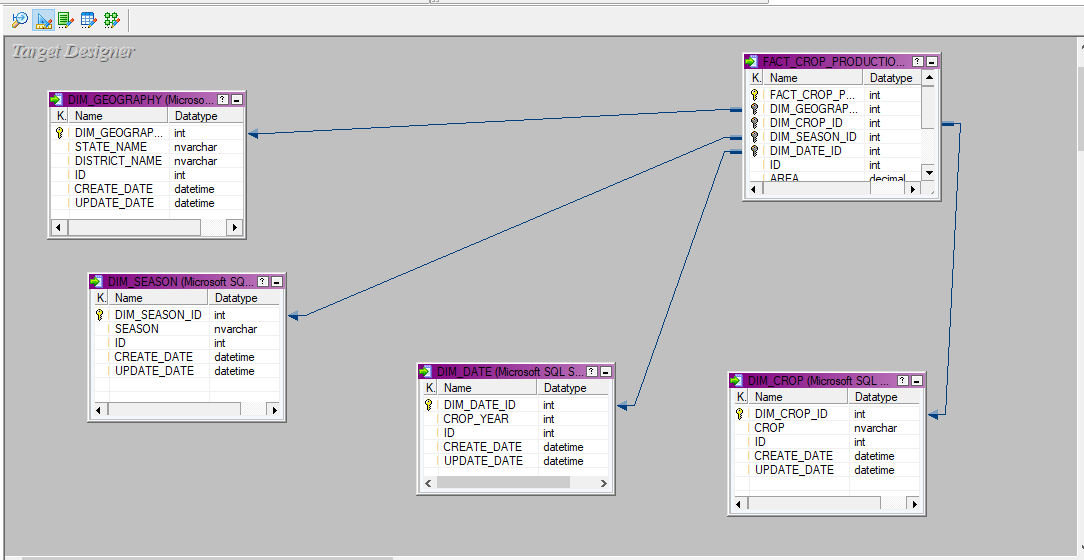 Target Designer
FACT_CROP_PRODUCTIO...
K. Name Datatype
FACT_CROP_P... int
DIM_GEOGRAP... int
DIM_CROP_ID int
DIM_SEASON_ID int
DIM_DATE_ID int
ID int
AREA decimal
DIM_GEOGRAPHY (Microso...
K. Name Datatype
DIM_GEOGRAP... int
STATE_NAME nvarchar
DISTRICT_NAME nvarchar
ID int
CREATE_DATE datetime
UPDATE_DATE datetime
DIM_SEASON (Microsoft SQ...
K. Name Datatype
DIM_SEASON_ID int
SEASON nvarchar
ID int
CREATE_DATE datetime
UPDATE_DATE datetime
DIM_DATE (Microsoft SQL S...
K. Name Datatype
DIM_DATE_ID int
CROP_YEAR int
ID int
CREATE_DATE datetime
UPDATE_DATE datetime
DIM_CROP (Microsoft SQL ...
K. Name Datatype
DIM_CROP_ID int
CROP nvarchar
ID int
CREATE_DATE datetime
UPDATE_DATE datetime